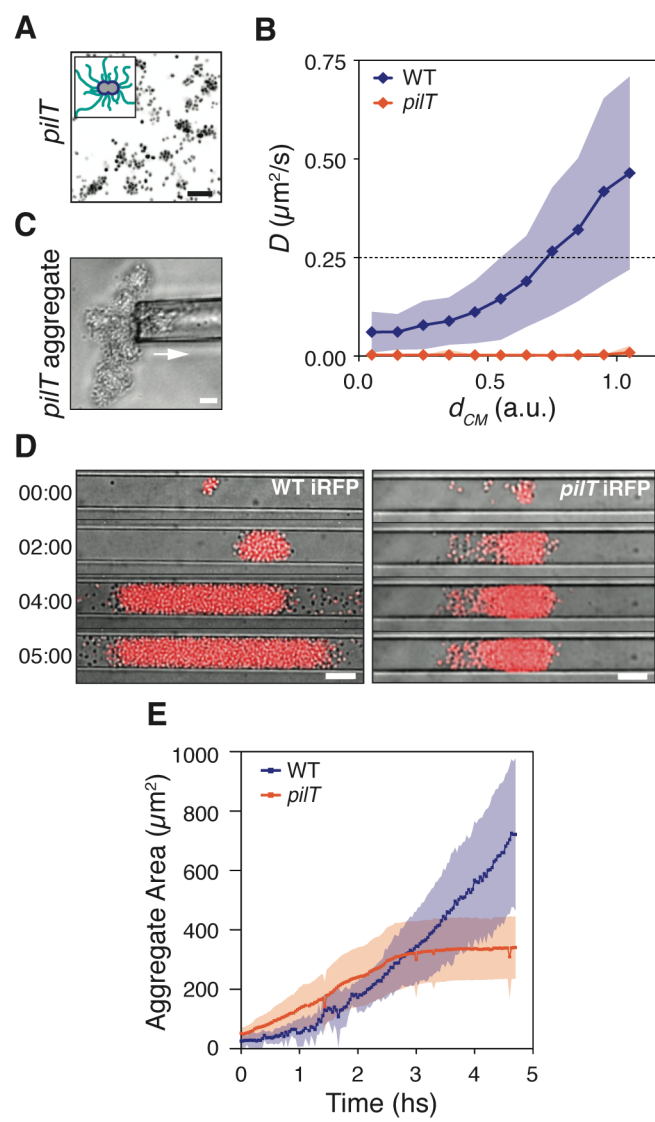 A
pilT
B
0.75
0.50
0.25
0.00
D (µm²/s)
WT
pilT
0.0
0.5
1.0
dCM (a.u.)
C
pilT aggregate
D
00:00
02:00
04:00
05:00
WT iRFP
pilT iRFP
E
1000
800
600
400
200
0
Aggregate Area (µm²)
WT
pilT
0
1
2
3
4
5
Time (hs)